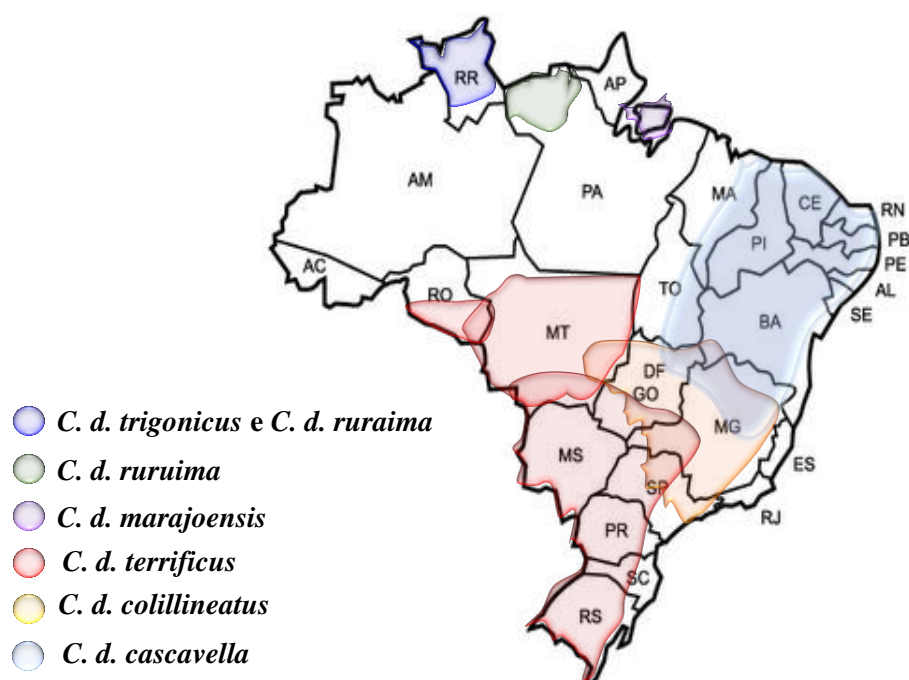 RR
AP
AM
PA
MA
CE
RN
PB
PI
PE
AC
TO
AL
RO
SE
BA
MT
DF
GO
C. d. trigonicus e C. d. ruraima
MG
C. d. ruruima
MS
ES
SP
C. d. marajoensis
RJ
PR
C. d. terrificus
SC
C. d. colillineatus
RS
C. d. cascavella